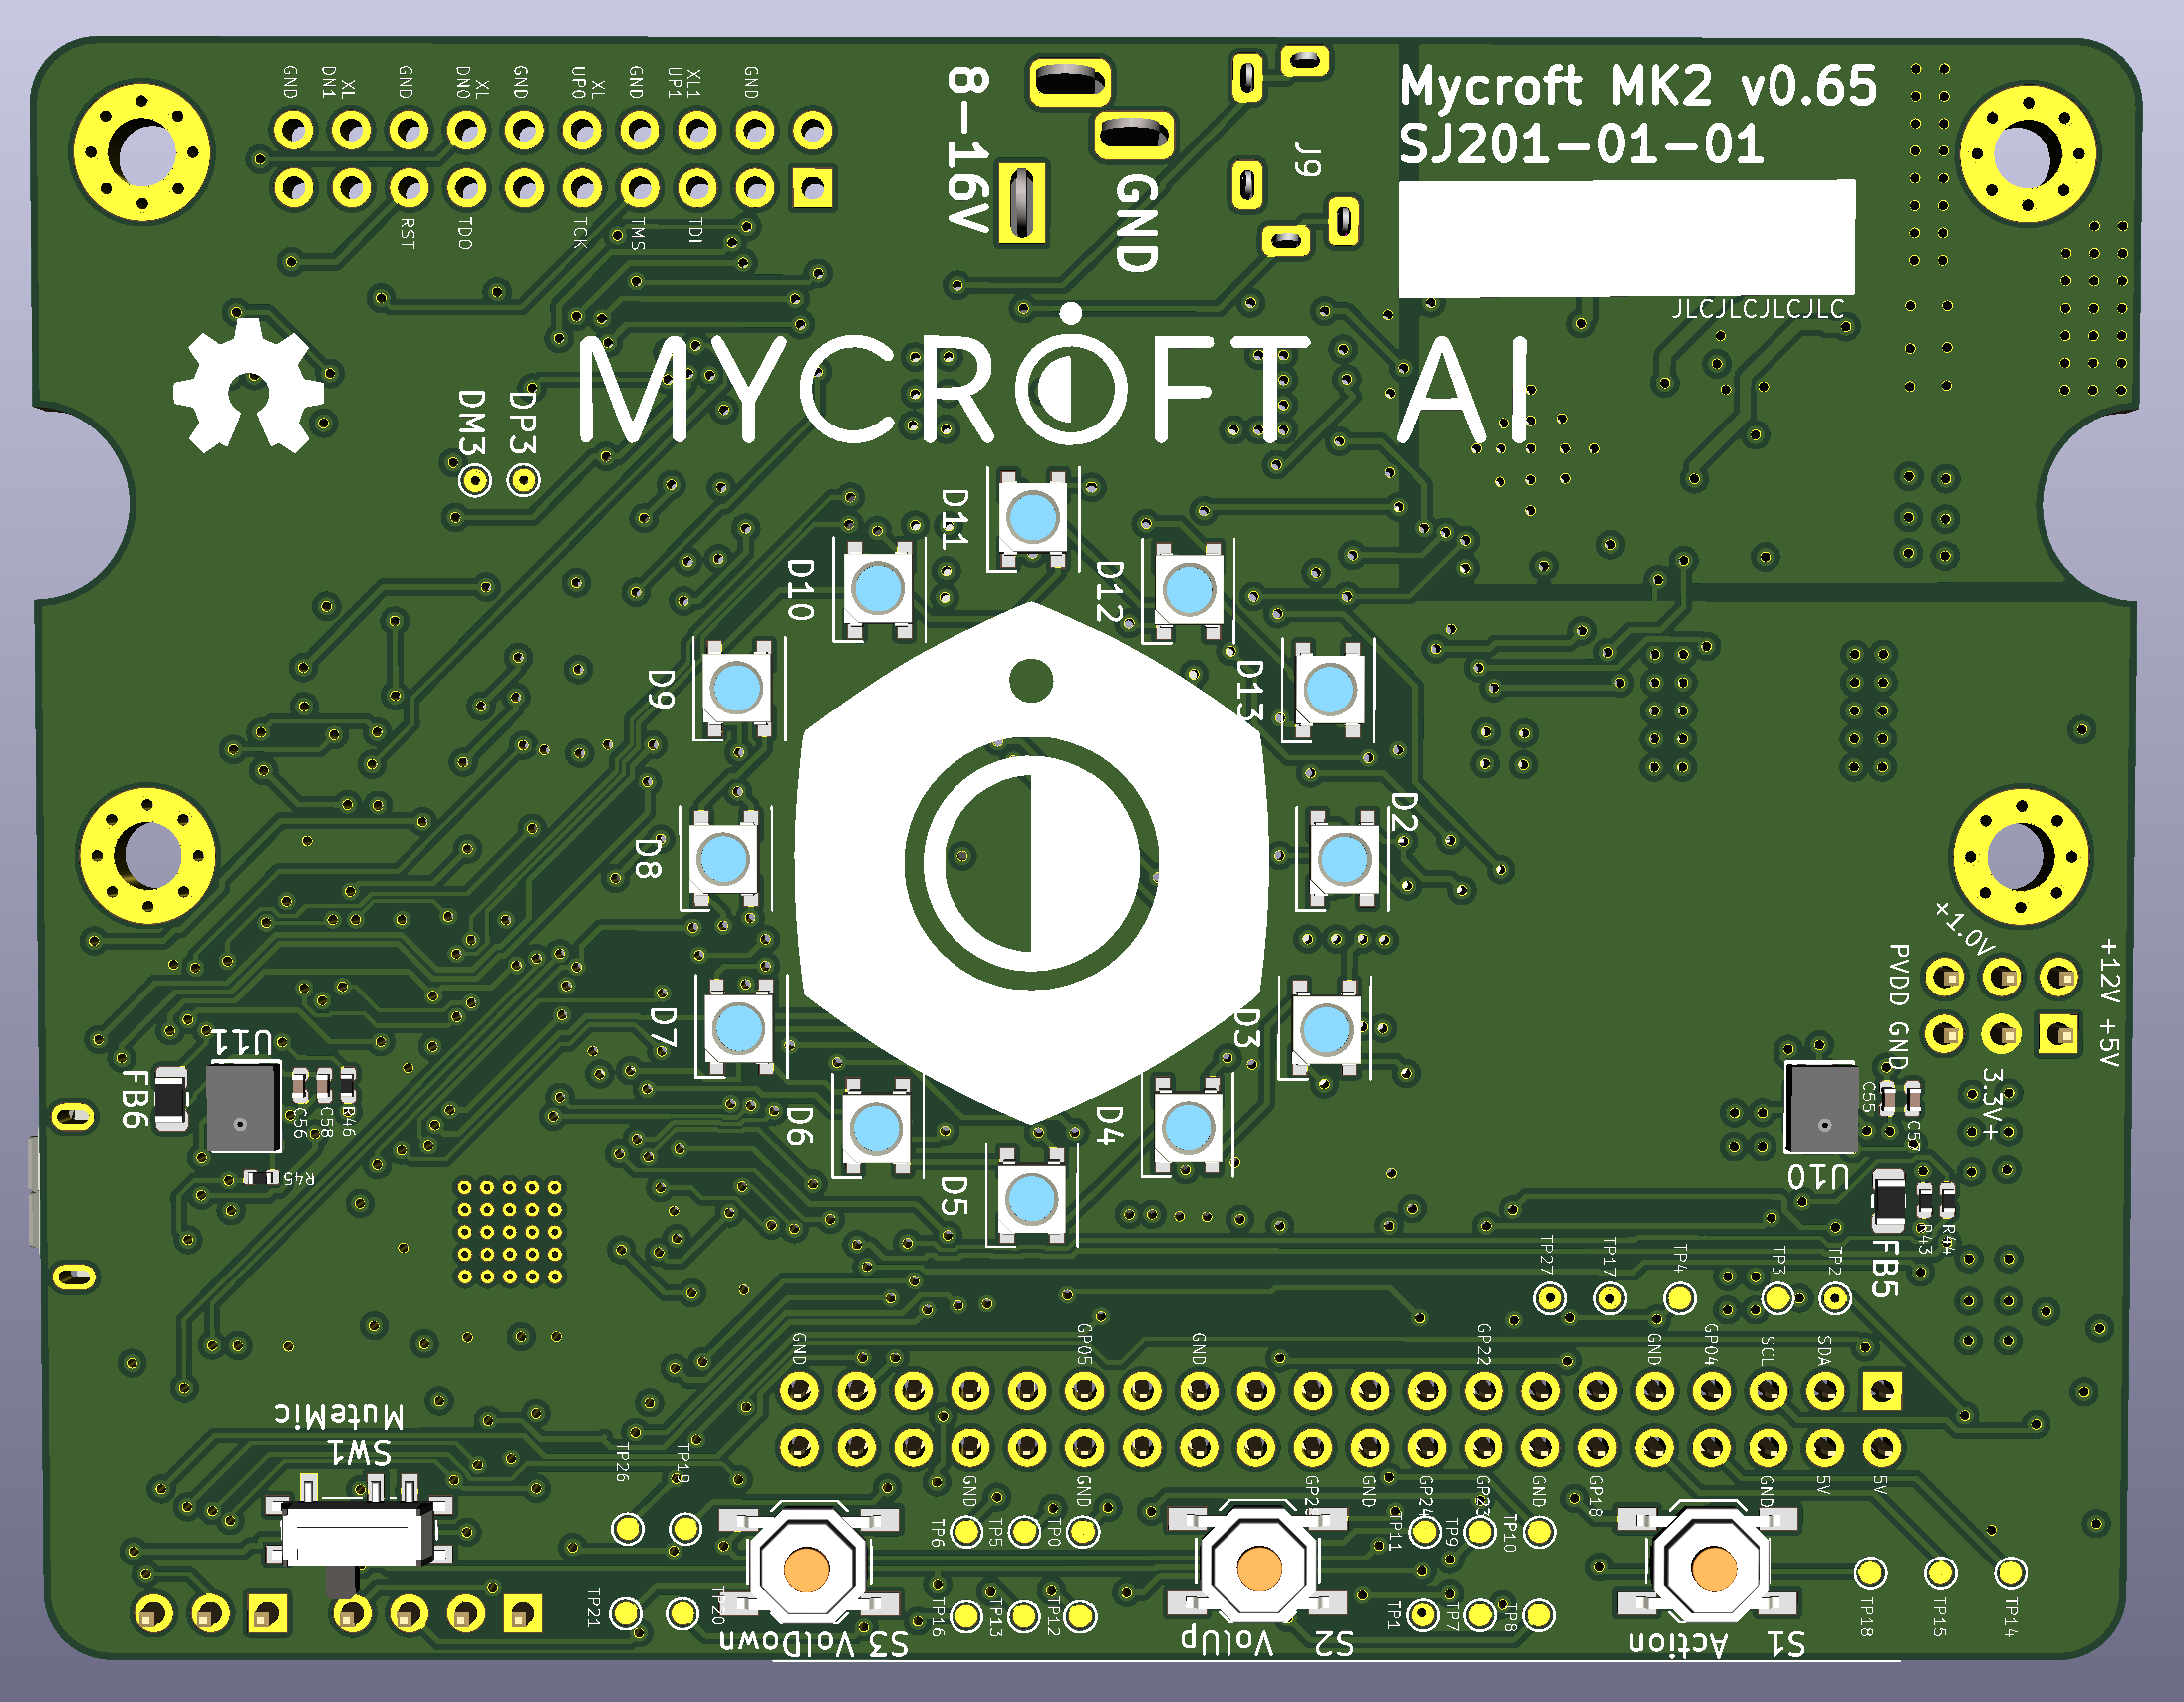 GND
XL
DN1
GND
XL
DN0
GND
XL
UP0
GND
XL1
UP1
GND
RST
TDO
TCK
TMS
TDI
8-16V
GND
J9
Mycroft MK2 v0.65
SJ201-01-01
JLCJLCJLCJLC
MYCROFT AI
DM3
DP3
D11
D10
D12
D9
D13
D8
D2
D7
D3
D6
D4
D5
+1.0V
PVDD GND
+12V +5V
3.3V+
U11
FB6
C56
C58
R46
R45
U10
C55
C57
FB5
R43
R44
TP27
TP17
TP4
TP3
TP2
GND
GP05
GND
GP22
GND
GP04
SCL
SDA
MuteMic
SW1
TP26
TP19
GND
GND
GND
GP24
GP23
GND
GP18
GND
5V
5V
TP6
TP5
TP0
TP11
TP9
TP10
TP21
TP20
TP16
TP13
TP12
TP1
TP7
TP8
TP18
TP15
TP14
S3 VolDown
S2 VolUp
S1 Action